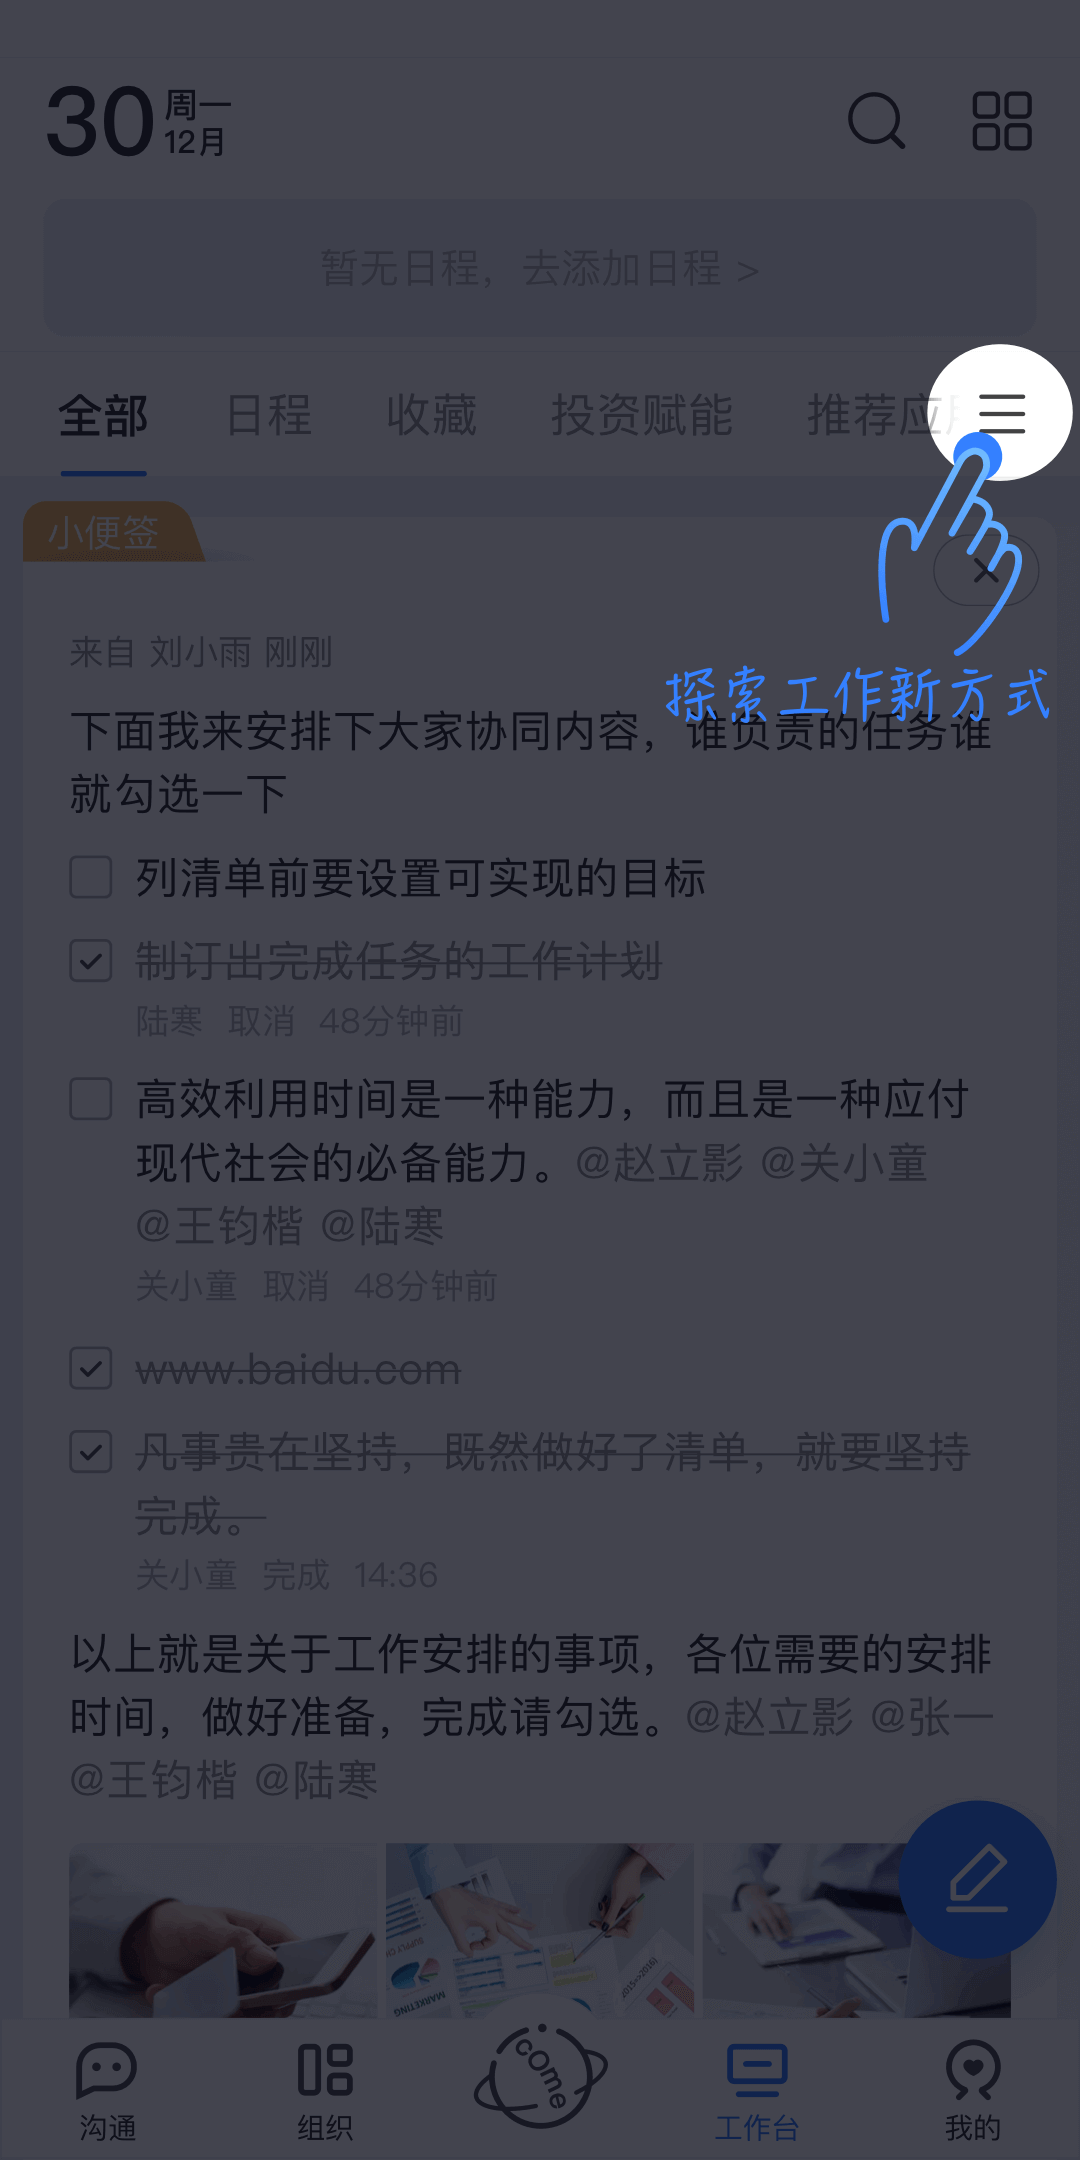 30 周一
12月
暂无日程，去添加日程 >
全部 日程 收藏 投资赋能 推荐应用
小便签
来自 刘小雨 刚刚
探索工作新方式
下面我来安排下大家协同内容，谁负责的任务谁
就勾选一下
列清单前要设置可实现的目标
制订出完成任务的工作计划
陆寒 取消 48分钟前
高效利用时间是一种能力，而且是一种应付
现代社会的必备能力。@赵立影 @关小童
@王钧楷 @陆寒
关小童 取消 48分钟前
www.baidu.com
凡事贵在坚持，既然做好了清单，就要坚持
完成。
关小童 完成 14:36
以上就是关于工作安排的事项，各位需要的安排
时间，做好准备，完成请勾选。@赵立影 @张一
@王钧楷 @陆寒
SUPPLY CH
MARKETING
(2015>>2016)
cOme
沟通 组织 工作台 我的